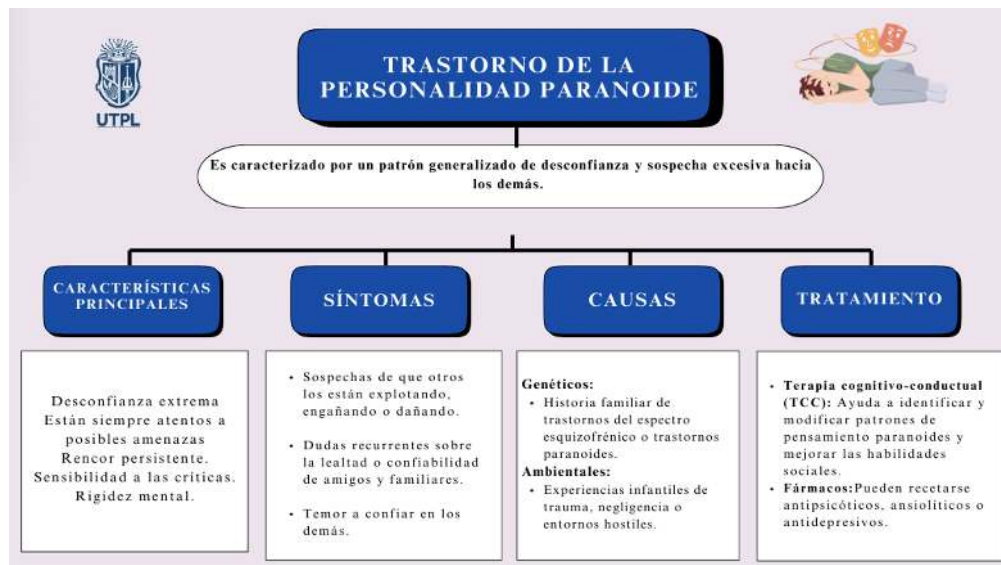 UTPL
TRASTORNO DE LA
PERSONALIDAD PARANOIDE
Es caracterizado por un patrón generalizado de desconfianza y sospecha excesiva hacia
los demás.
CARACTERÍSTICAS
PRINCIPALES
Desconfianza extrema
Están siempre atentos a
posibles amenazas
Rencor persistente.
Sensibilidad a las críticas.
Rigidez mental.
SÍNTOMAS
• Sospechas de que otros
los están explotando,
engañando o dañando.
• Dudas recurrentes sobre
la lealtad o confiabilidad
de amigos y familiares.
• Temor a confiar en los
demás.
CAUSAS
Genéticos:
• Historia familiar de
trastornos del espectro
esquizofrénico o trastornos
paranoides.
Ambientales:
• Experiencias infantiles de
trauma, negligencia o
entornos hostiles.
TRATAMIENTO
• Terapia cognitivo-conductual
(TCC): Ayuda a identificar y
modificar patrones de
pensamiento paranoides y
mejorar las habilidades
sociales.
• Fármacos:Pueden recetarse
antipsicóticos, ansiolíticos o
antidepresivos.